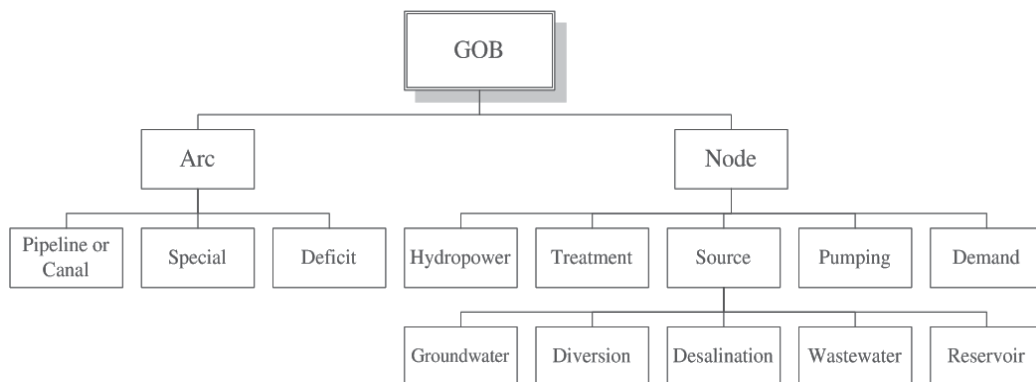 GOB
Arc
Node
Pipeline or
Canal
Special
Deficit
Hydropower
Treatment
Source
Pumping
Demand
Groundwater
Diversion
Desalination
Wastewater
Reservoir